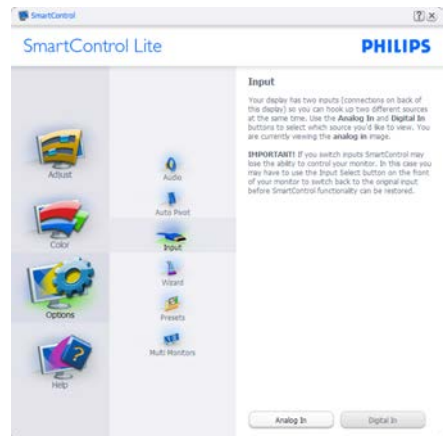 SmartControl
SmartControl Lite
PHILIPS
Adjust
Color
Options
Help
Audio
Auto Pivot
Input
Wizard
Presets
Multi Monitors
Input
Your display has two inputs (connections on back of
this display) so you can hook up two different sources
at the same time. Use the Analog In and Digital In
buttons to select which source you'd like to view. You
are currently viewing the analog in image.
IMPORTANT! If you switch inputs SmartControl may
lose the ability to control your monitor. In this case you
may have to use the Input Select button on the front
of your monitor to switch back to the original input
before SmartControl functionality can be restored.
Analog In
Digital In